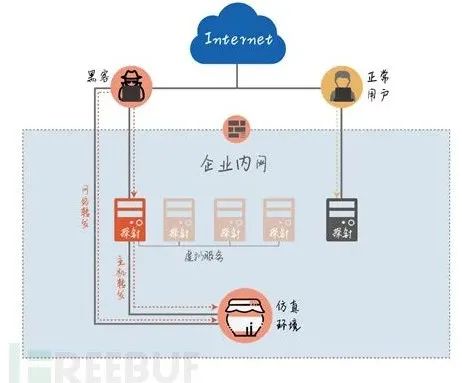 Internet
黑客
正常
用户
企业内网
网络转发
探针
探针
探针
探针
探针
虚拟服务
主机转发
仿真
环境
REEBUF